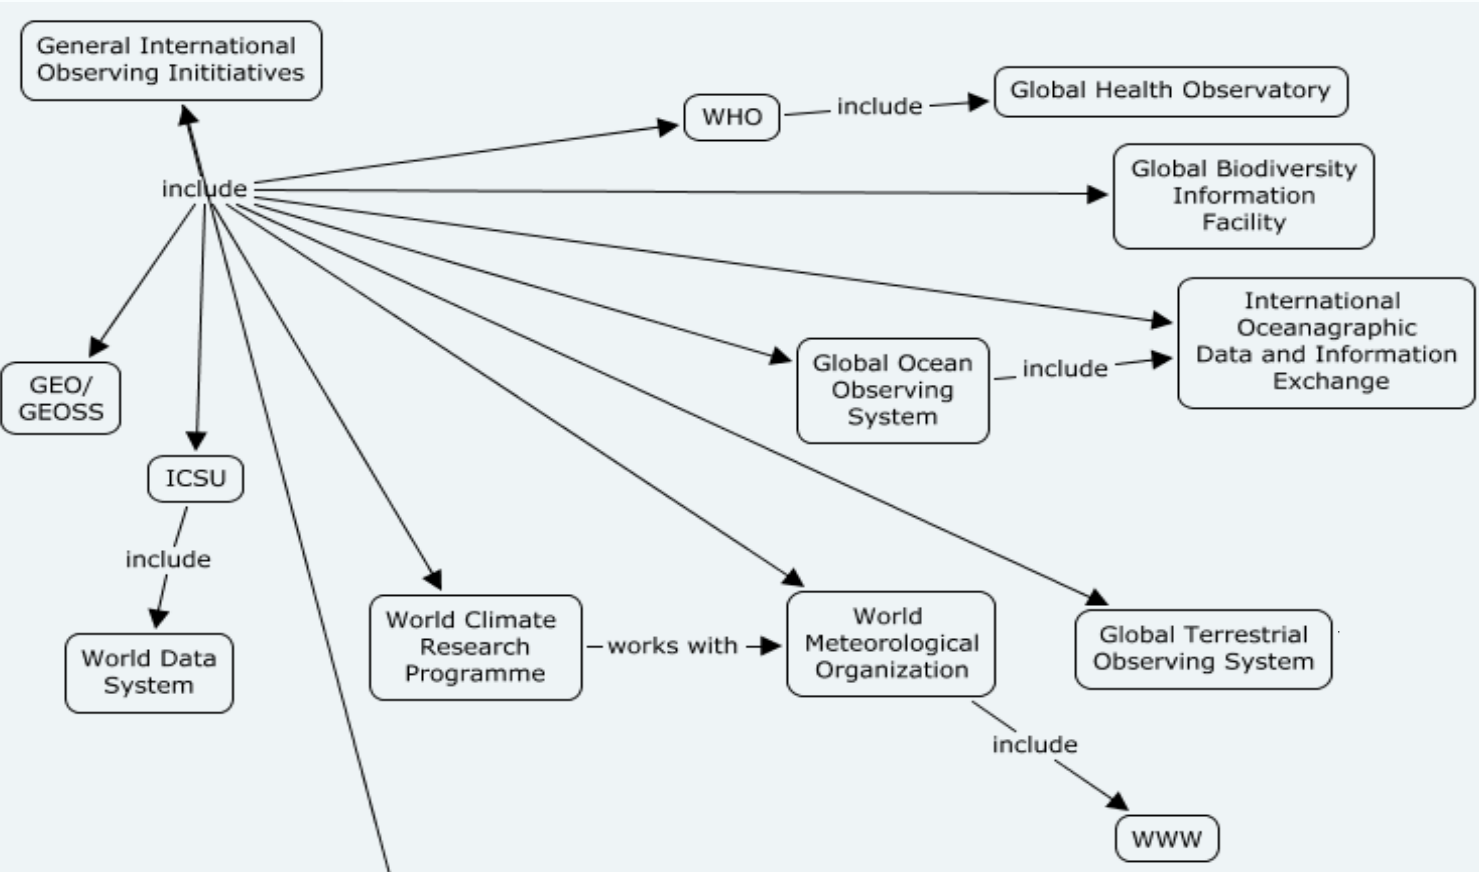 General International
Observing Inititiatives
WHO
include
Global Health Observatory
include
Global Biodiversity
Information
Facility
International
Oceanagraphic
Data and Information
Exchange
Global Ocean
Observing
System
include
GEO/
GEOSS
ICSU
include
World Data
System
World Climate
Research
Programme
works with
World
Meteorological
Organization
Global Terrestrial
Observing System
include
WWW